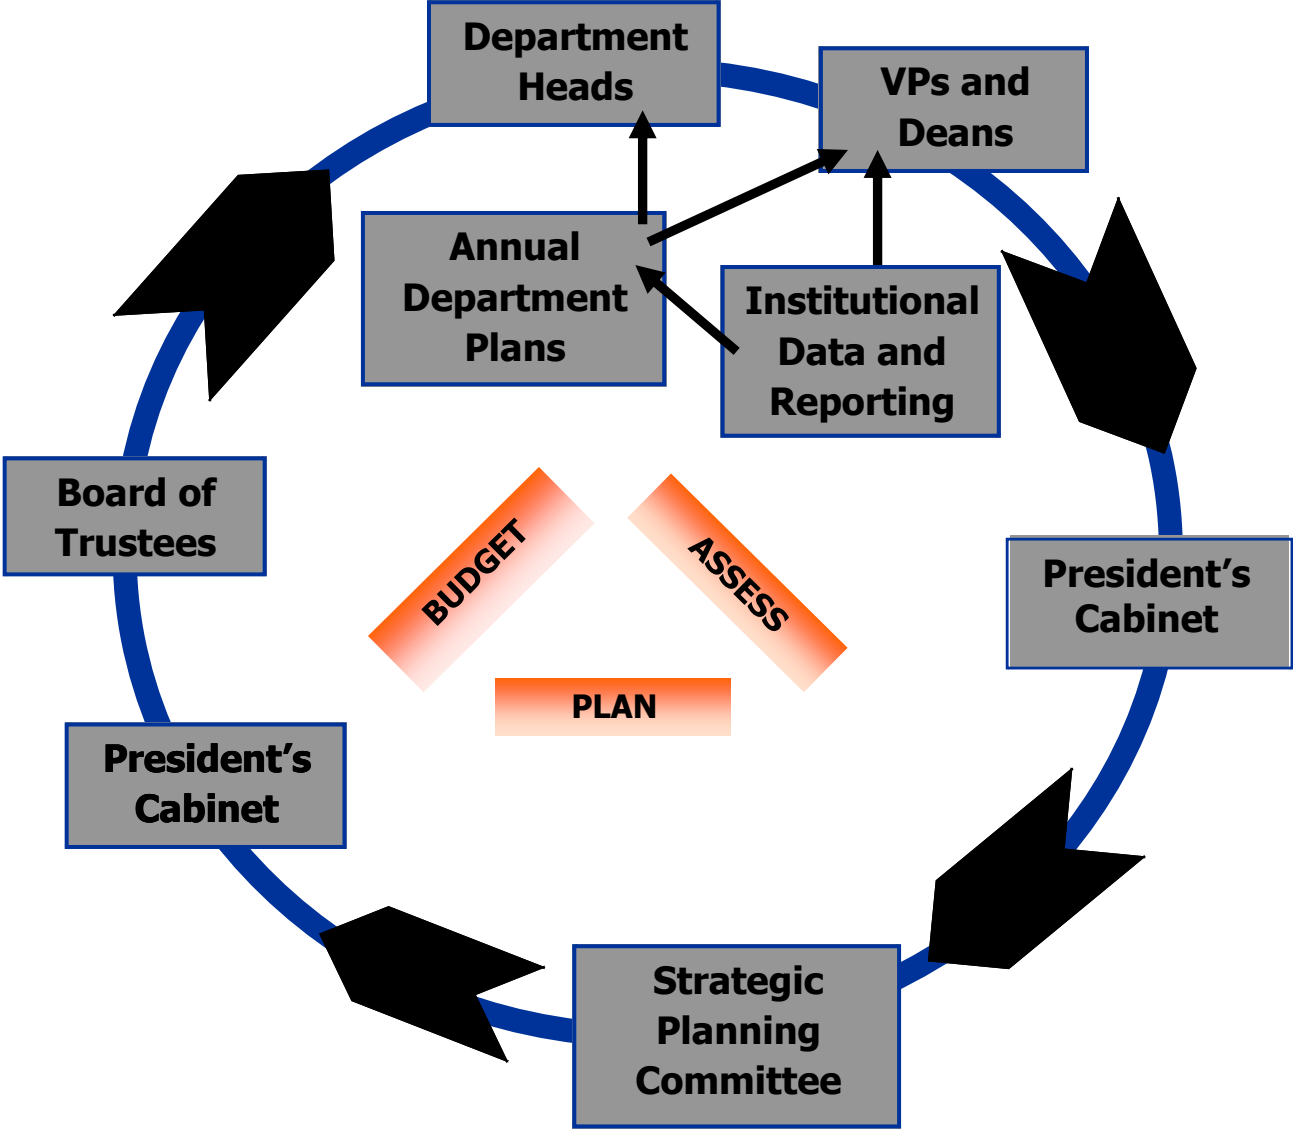 Department
Heads
VPs and
Deans
Annual
Department
Plans
Institutional
Data and
Reporting
Board of
Trustees
BUDGET
ASSESS
President’s
Cabinet
PLAN
President’s
Cabinet
Strategic
Planning
Committee